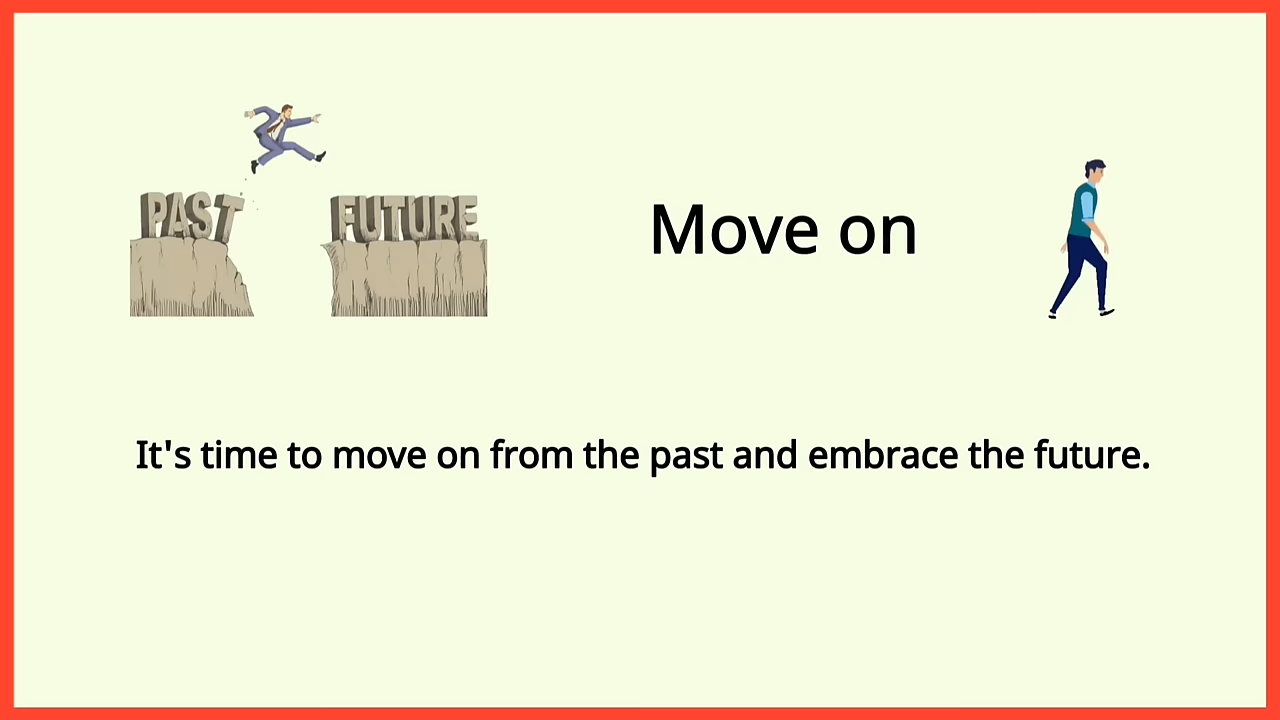 PAST
FUTURE
Move on
It's time to move on from the past and embrace the future.